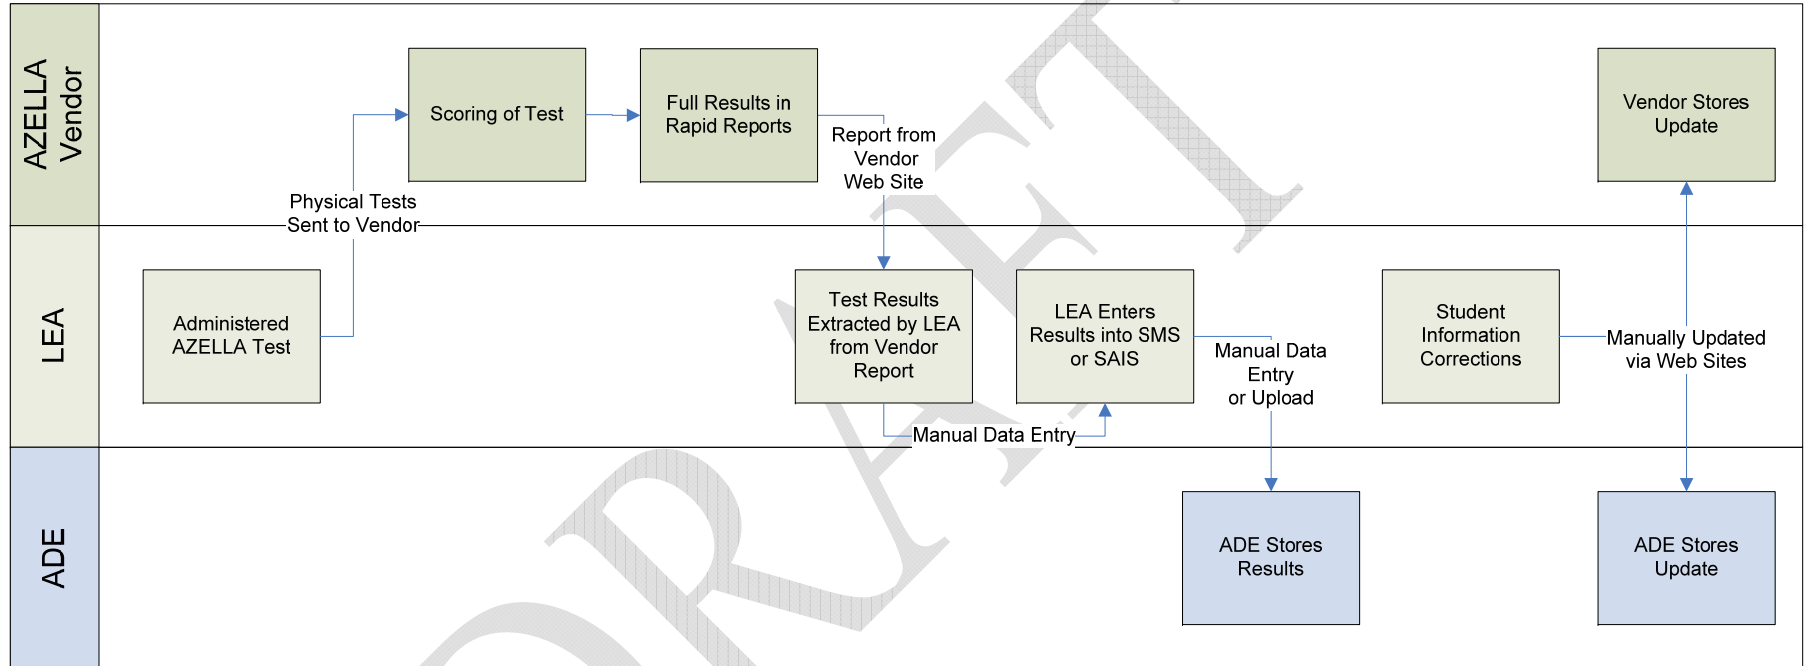 AZELLA
Vendor
Scoring of Test
Full Results in
Rapid Reports
Report from
Vendor
Web Site
Vendor Stores
Update
Physical Tests
Sent to Vendor
LEA
Administered
AZELLA Test
Test Results
Extracted by LEA
from Vendor
Report
LEA Enters
Results into SMS
or SAIS
Manual Data
Entry
or Upload
Student
Information
Corrections
Manually Updated
via Web Sites
Manual Data Entry
ADE
ADE Stores
Results
ADE Stores
Update
DRAFT